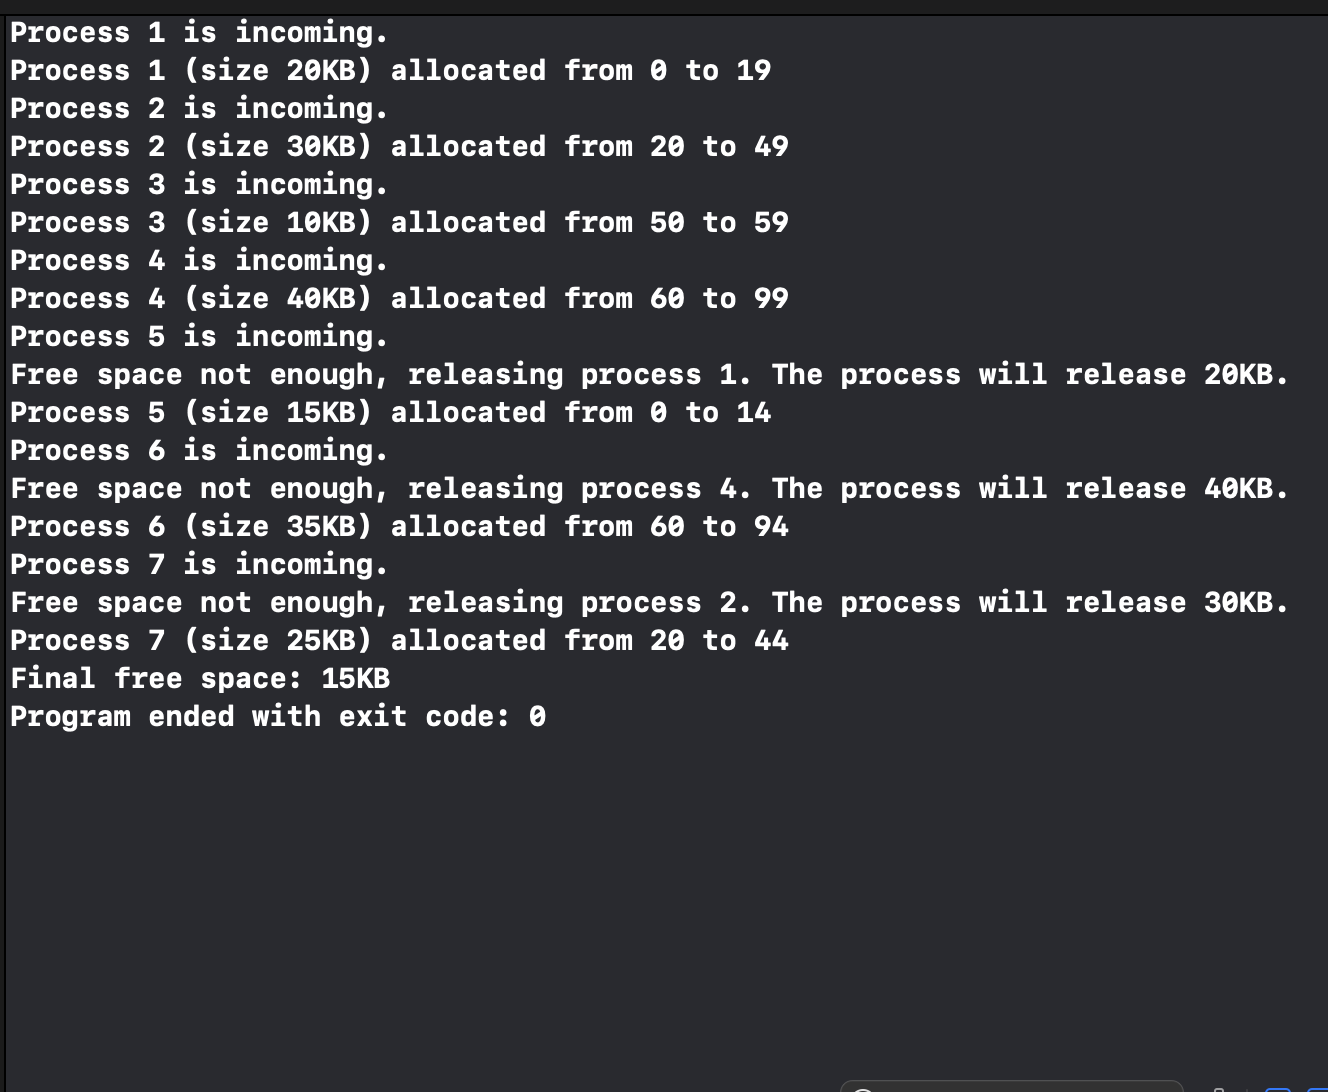 Process 1 is incoming.
Process 1 (size 20KB) allocated from 0 to 19
Process 2 is incoming.
Process 2 (size 30KB) allocated from 20 to 49
Process 3 is incoming.
Process 3 (size 10KB) allocated from 50 to 59
Process 4 is incoming.
Process 4 (size 40KB) allocated from 60 to 99
Process 5 is incoming.
Free space not enough, releasing process 1. The process will release 20KB.
Process 5 (size 15KB) allocated from 0 to 14
Process 6 is incoming.
Free space not enough, releasing process 4. The process will release 40KB.
Process 6 (size 35KB) allocated from 60 to 94
Process 7 is incoming.
Free space not enough, releasing process 2. The process will release 30KB.
Process 7 (size 25KB) allocated from 20 to 44
Final free space: 15KB
Program ended with exit code: 0